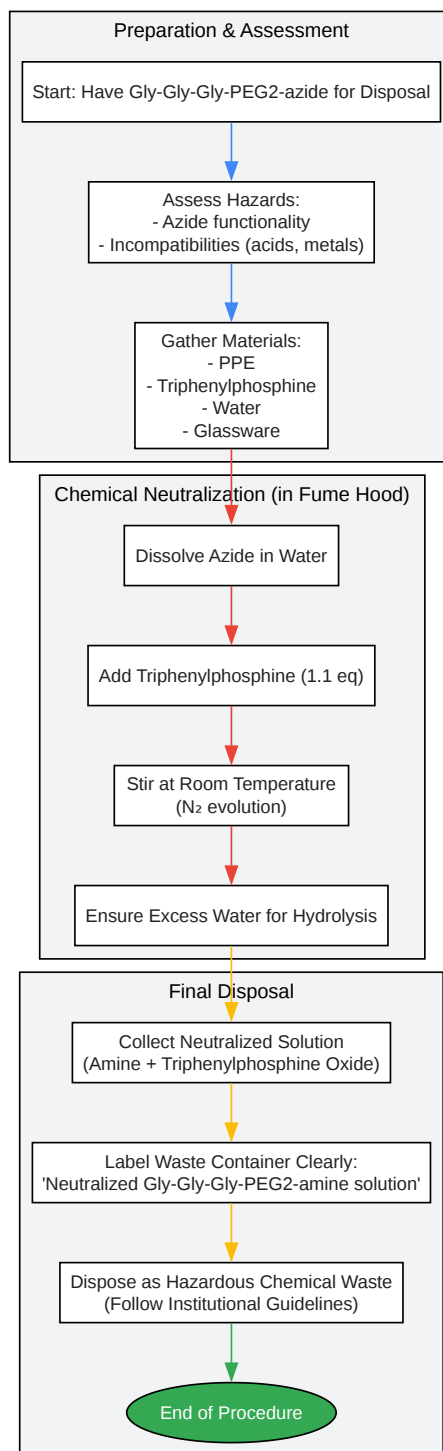 Preparation & Assessment
Start: Have Gly-Gly-Gly-PEG2-azide for Disposal
Assess Hazards:
- Azide functionality
- Incompatibilities (acids, metals)
Gather Materials:
- PPE
- Triphenylphosphine
- Water
- Glassware
Chemical Neutralization (in Fume Hood)
Dissolve Azide in Water
Add Triphenylphosphine (1.1 eq)
Stir at Room Temperature
(N₂ evolution)
Ensure Excess Water for Hydrolysis
Final Disposal
Collect Neutralized Solution
(Amine + Triphenylphosphine Oxide)
Label Waste Container Clearly:
'Neutralized Gly-Gly-Gly-PEG2-amine solution'
Dispose as Hazardous Chemical Waste
(Follow Institutional Guidelines)
End of Procedure